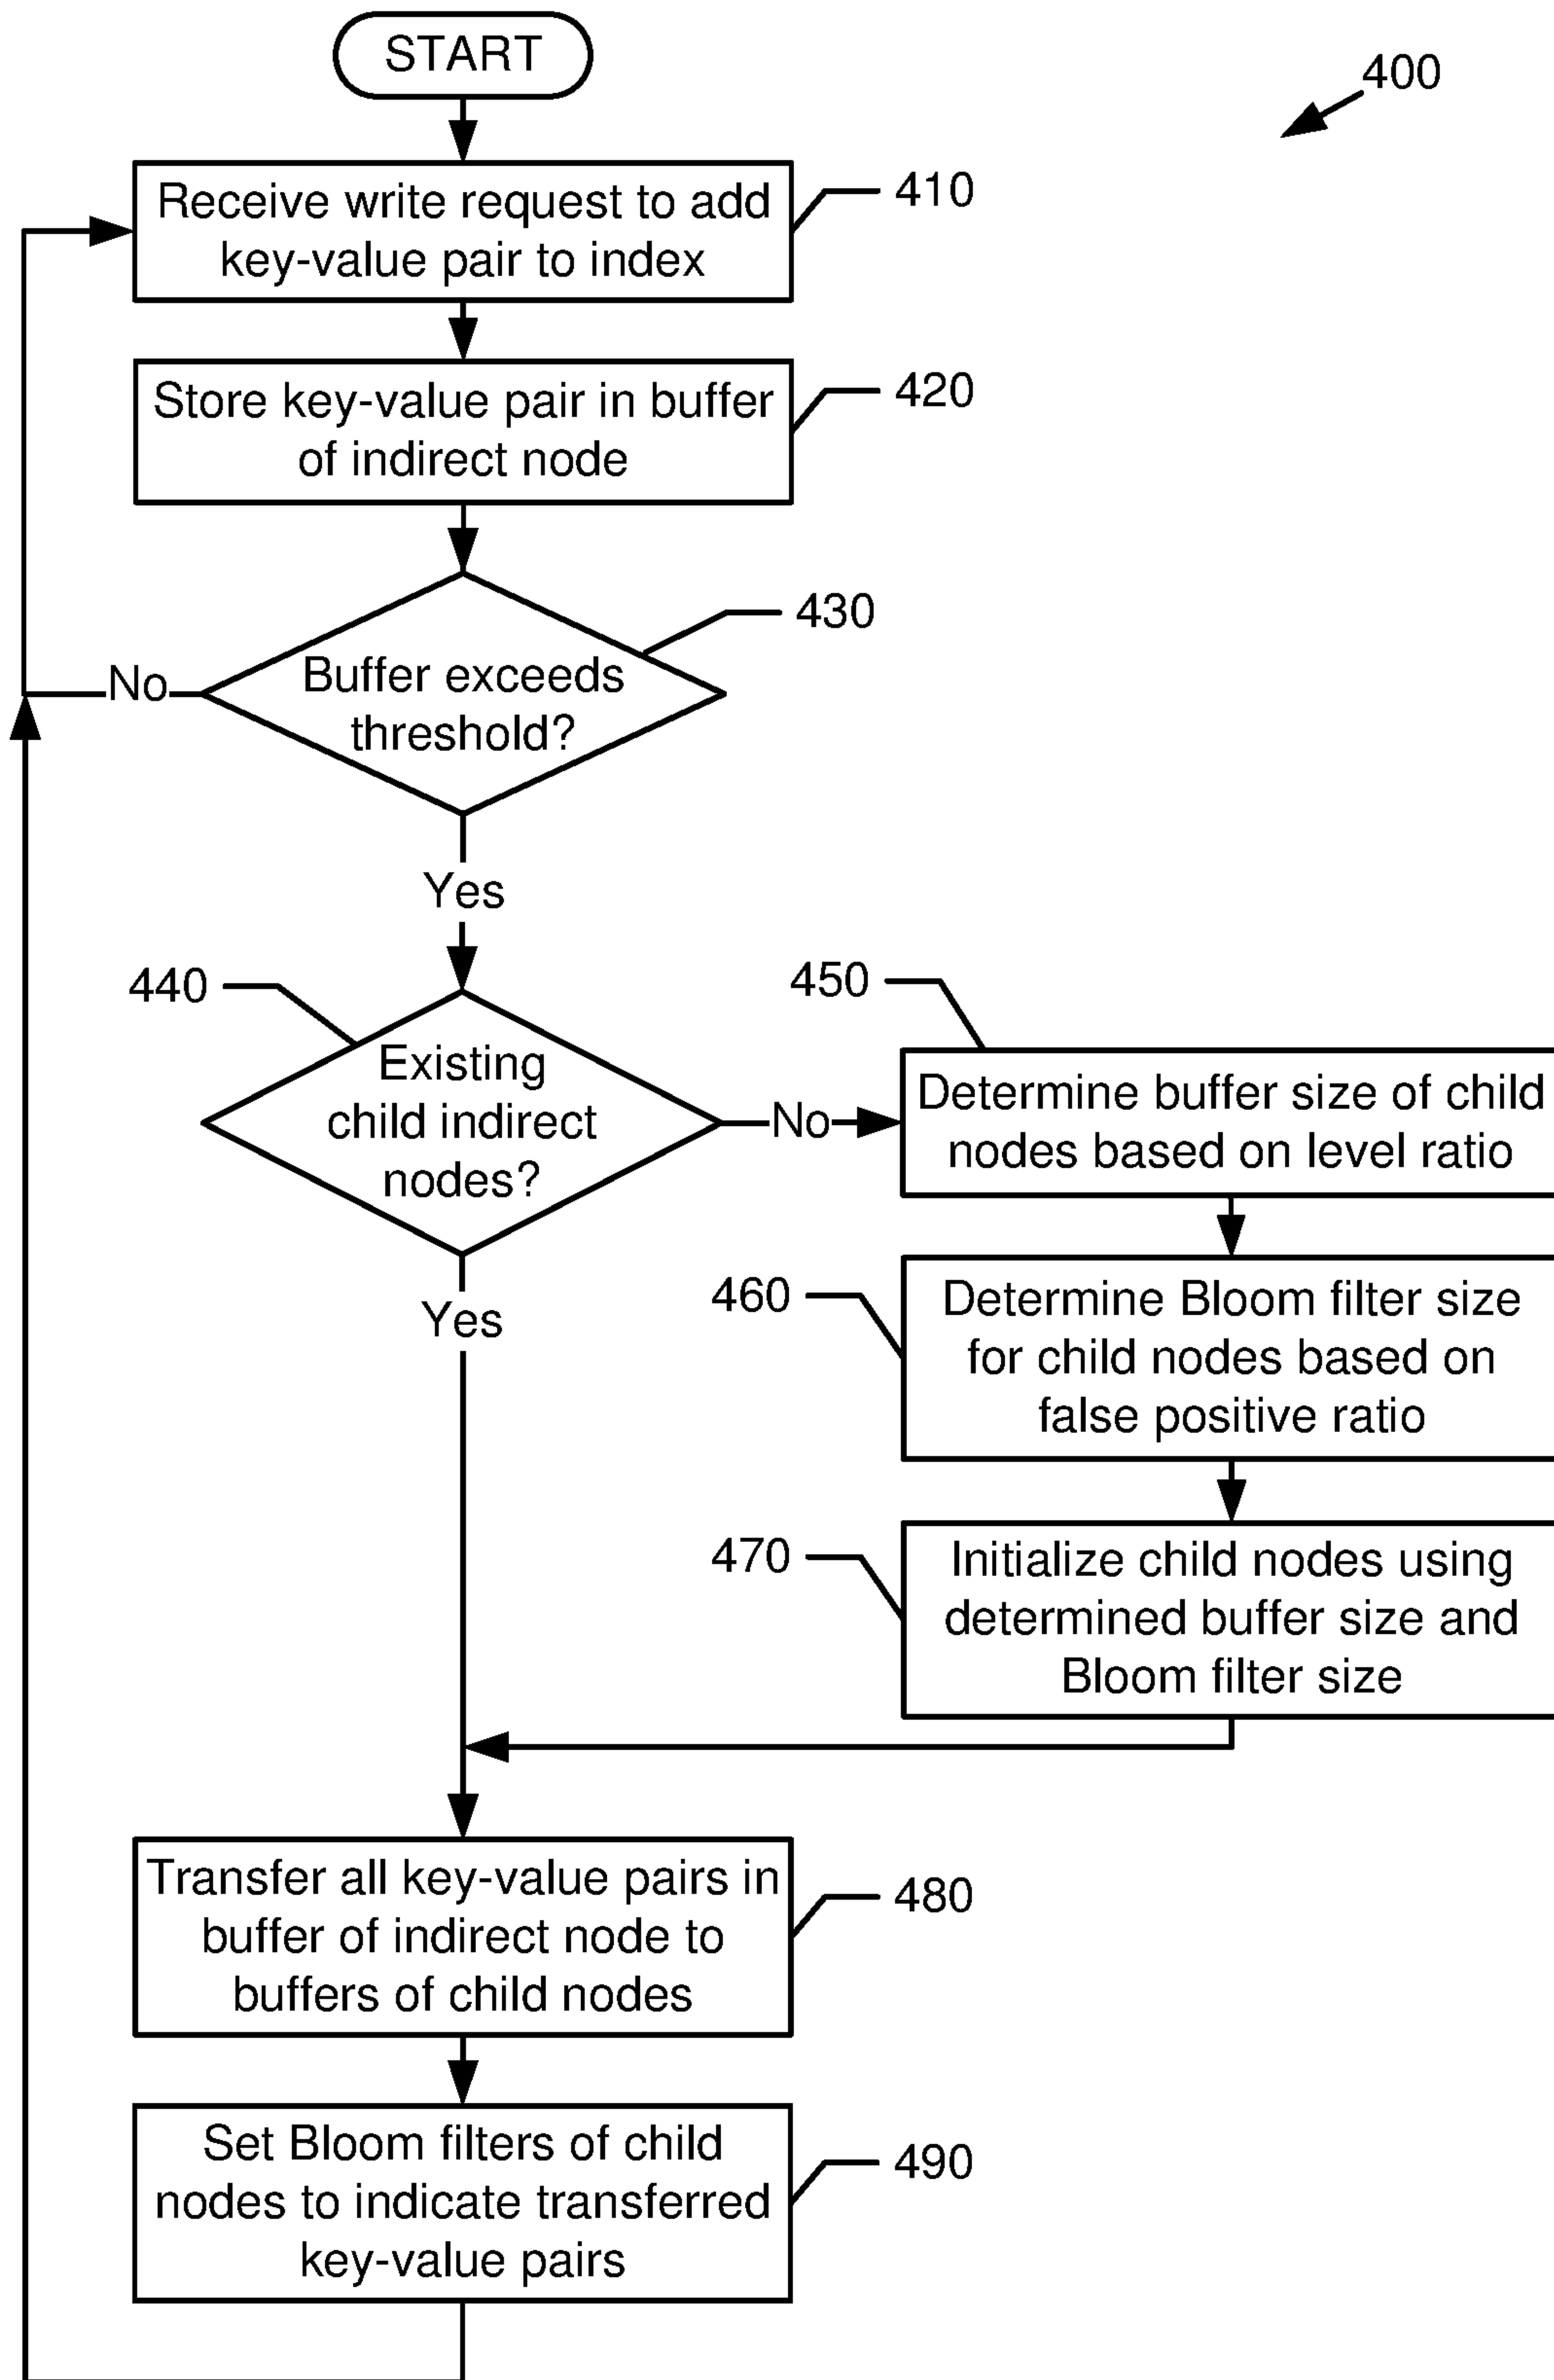 START
400
Receive write request to add
key-value pair to index
410
Store key-value pair in buffer
of indirect node
420
430
Buffer exceeds
threshold?
No
Yes
440
Existing
child indirect
nodes?
No
450
Determine buffer size of child
nodes based on level ratio
Yes
460
Determine Bloom filter size
for child nodes based on
false positive ratio
470
Initialize child nodes using
determined buffer size and
Bloom filter size
Transfer all key-value pairs in
buffer of indirect node to
buffers of child nodes
480
Set Bloom filters of child
nodes to indicate transferred
key-value pairs
490